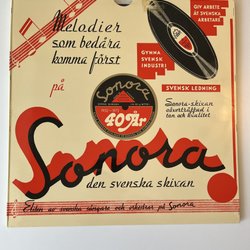 Melodier
som bedåra
komma först
på
GIV ARBETE
ÅT SVENSKA
ARBETARE
GYNNA
SVENSK
INDUSTRI
SVENSK LEDNING
Sonora-skivan
oöverträffad i
ton och kvalitet
Sonora
40 År
Sonora
den svenska skivan
Eliten av svenska sångare och orkestrar på Sonora